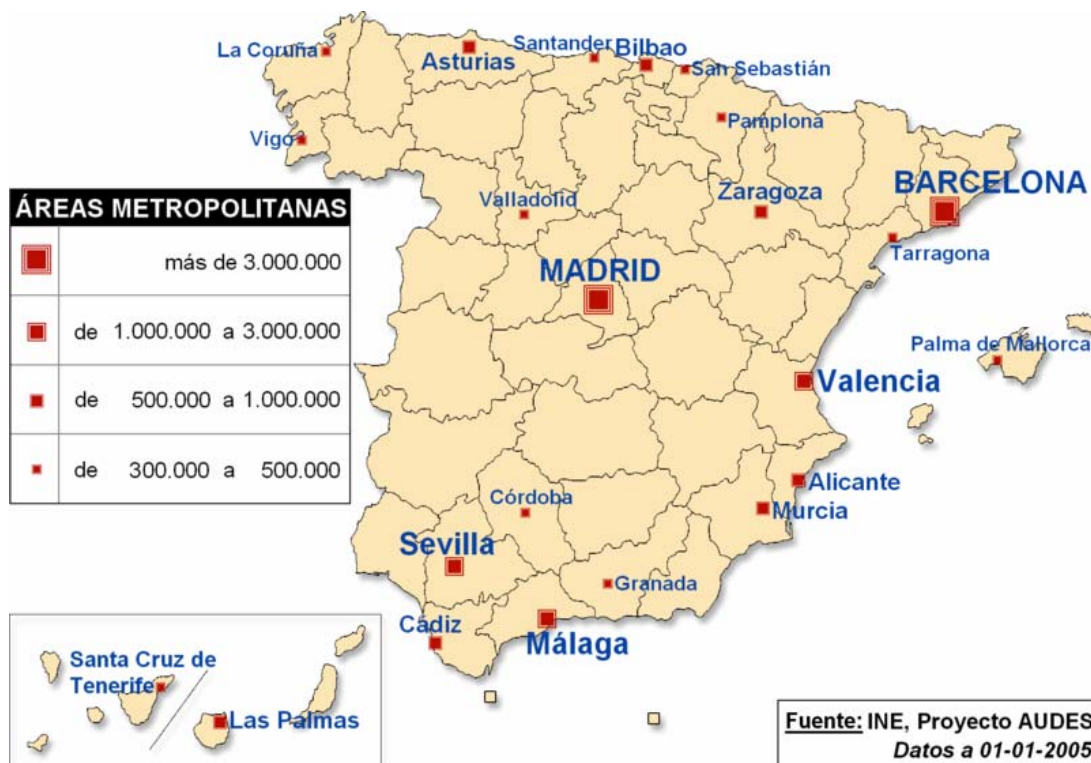 La Coruña
Asturias
Santander
Bilbao
San Sebastián
Pamplona
Vigo
ÁREAS METROPOLITANAS
más de 3.000.000
de 1.000.000 a 3.000.000
de 500.000 a 1.000.000
de 300.000 a 500.000
Valladolid
Zaragoza
BARCELONA
Tarragona
MADRID
Palma de Mallorca
Valencia
Alicante
Murcia
Córdoba
Sevilla
Granada
Cádiz
Málaga
Santa Cruz de
Tenerife
Las Palmas
Fuente: INE, Proyecto AUDES
Datos a 01-01-2005